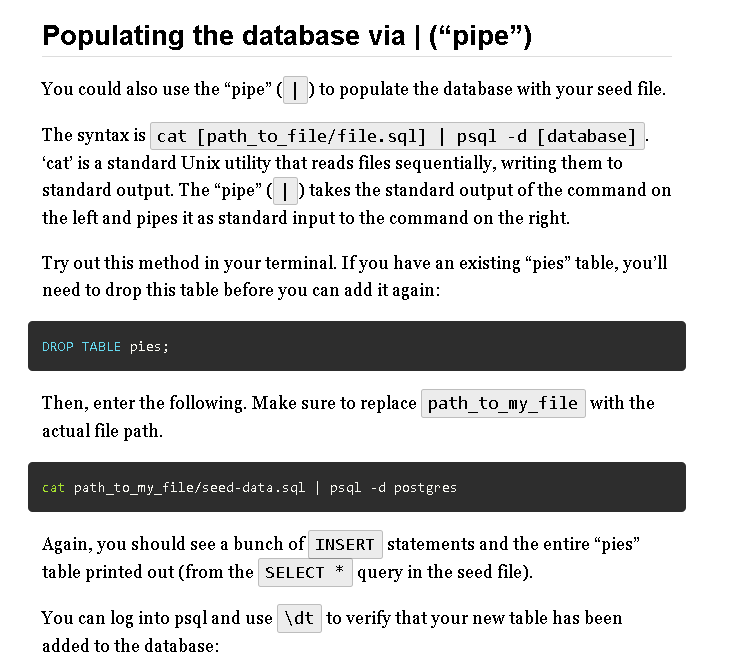 Populating the database via | (“pipe”)
You could also use the “pipe” ( | ) to populate the database with your seed file.
The syntax is cat [path_to_file/file.sql] | psql -d [database] .
‘cat’ is a standard Unix utility that reads files sequentially, writing them to
standard output. The “pipe” ( | ) takes the standard output of the command on
the left and pipes it as standard input to the command on the right.
Try out this method in your terminal. If you have an existing “pies” table, you’ll
need to drop this table before you can add it again:
DROP TABLE pies;
Then, enter the following. Make sure to replace path_to_my_file with the
actual file path.
cat path_to_my_file/seed-data.sql | psql -d postgres
Again, you should see a bunch of INSERT statements and the entire “pies”
table printed out (from the SELECT * query in the seed file).
You can log into psql and use \dt to verify that your new table has been
added to the database: